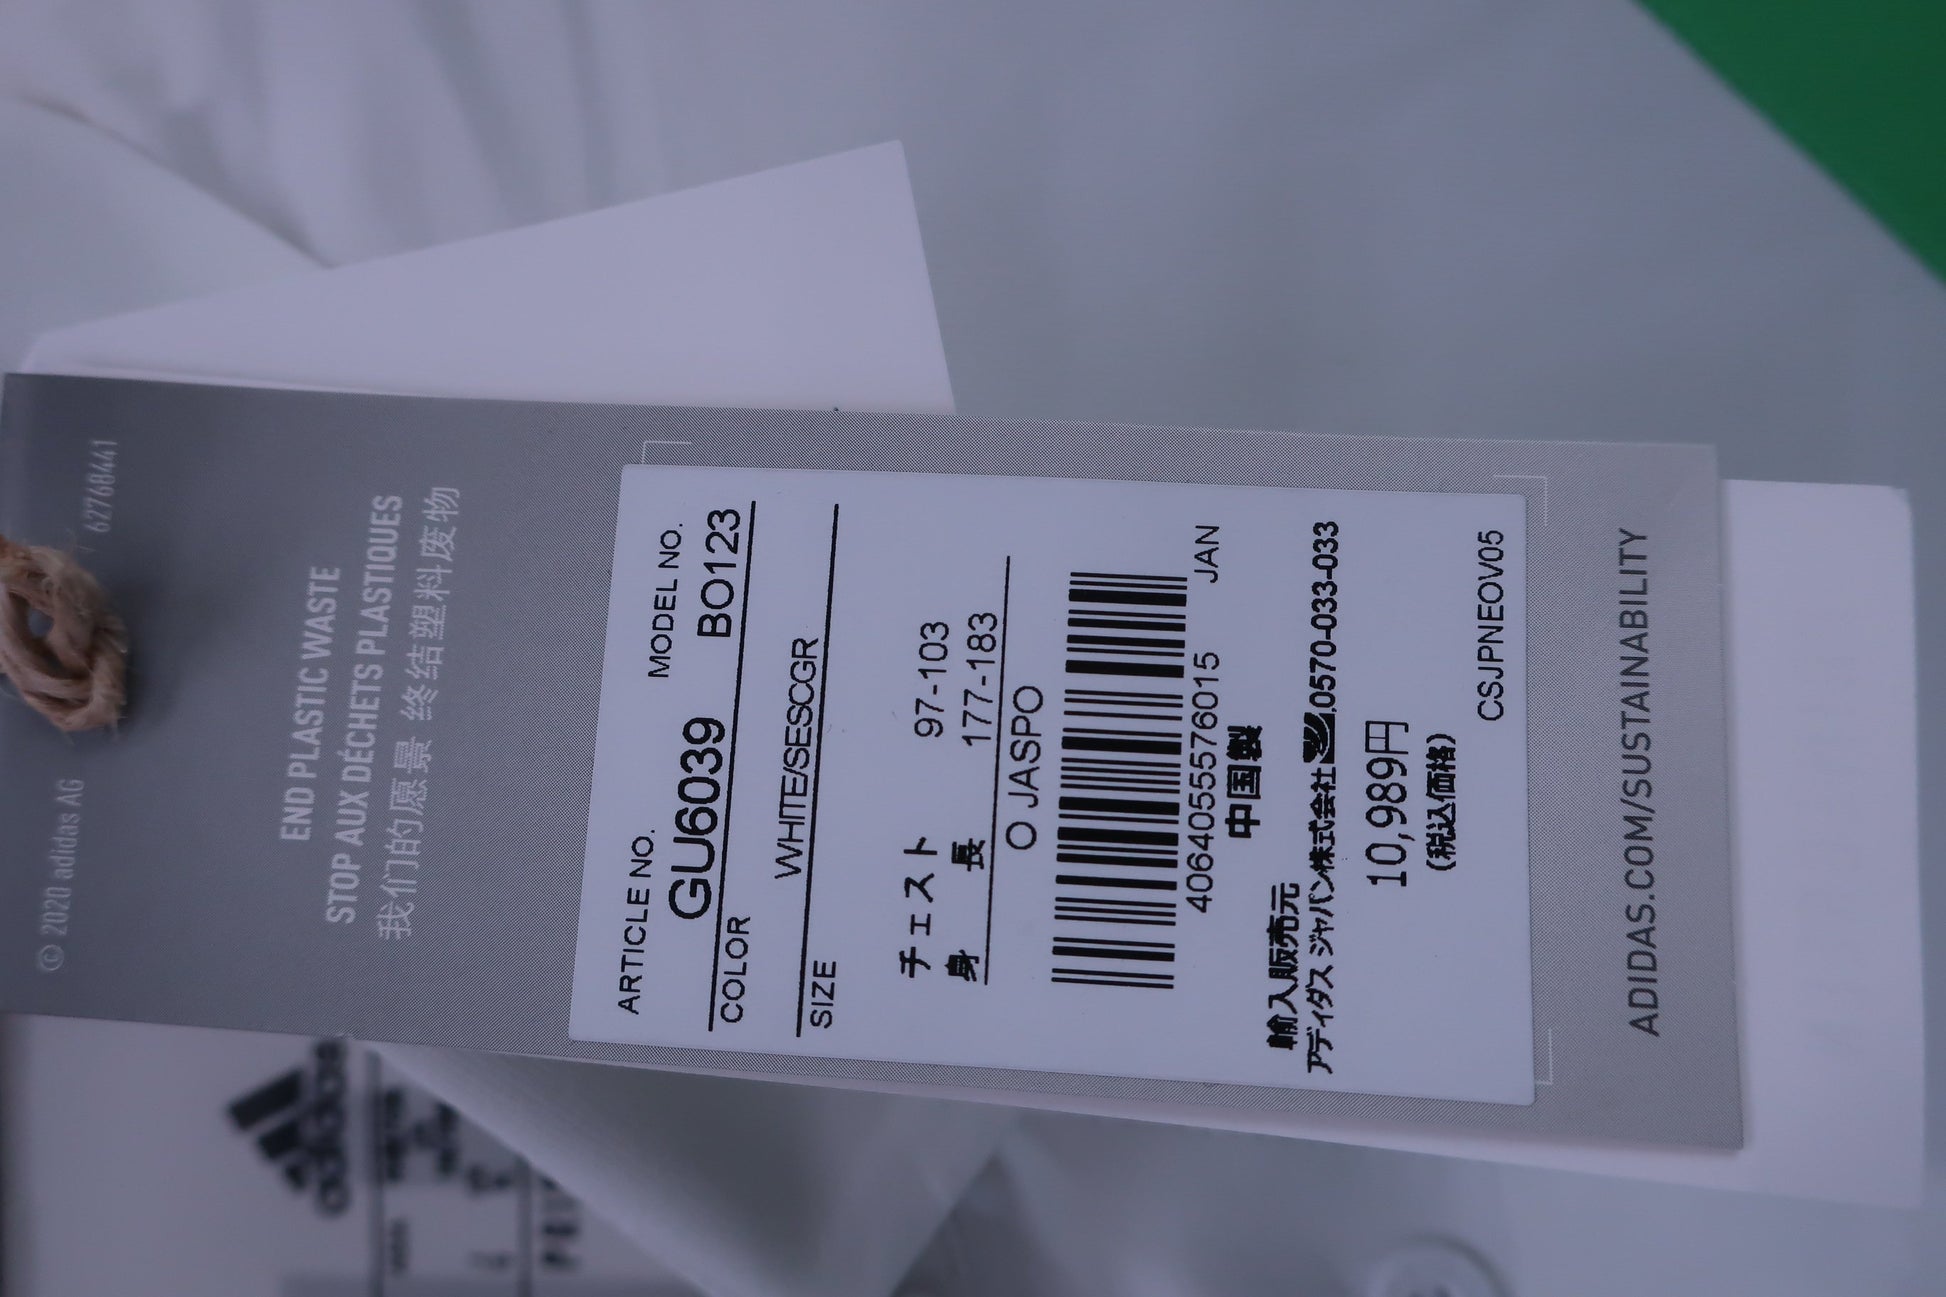 © 2020 adidas AG 62768441
END PLASTIC WASTE
STOP AUX DÉCHETS PLASTIQUES
我们的愿景 终结塑料废物
ARTICLE NO. MODEL NO.
GU6039 BO123
COLOR
WHITE/SESCGR
SIZE
チェスト 97-103
身長 177-183
O JASPO
4064055576015 JAN
中国製
輸入販売元
アディダス ジャパン株式会社 0570-033-033
10,989円
(税込価格)
CSJPNEOV05
ADIDAS.COM/SUSTAINABILITY
adidas